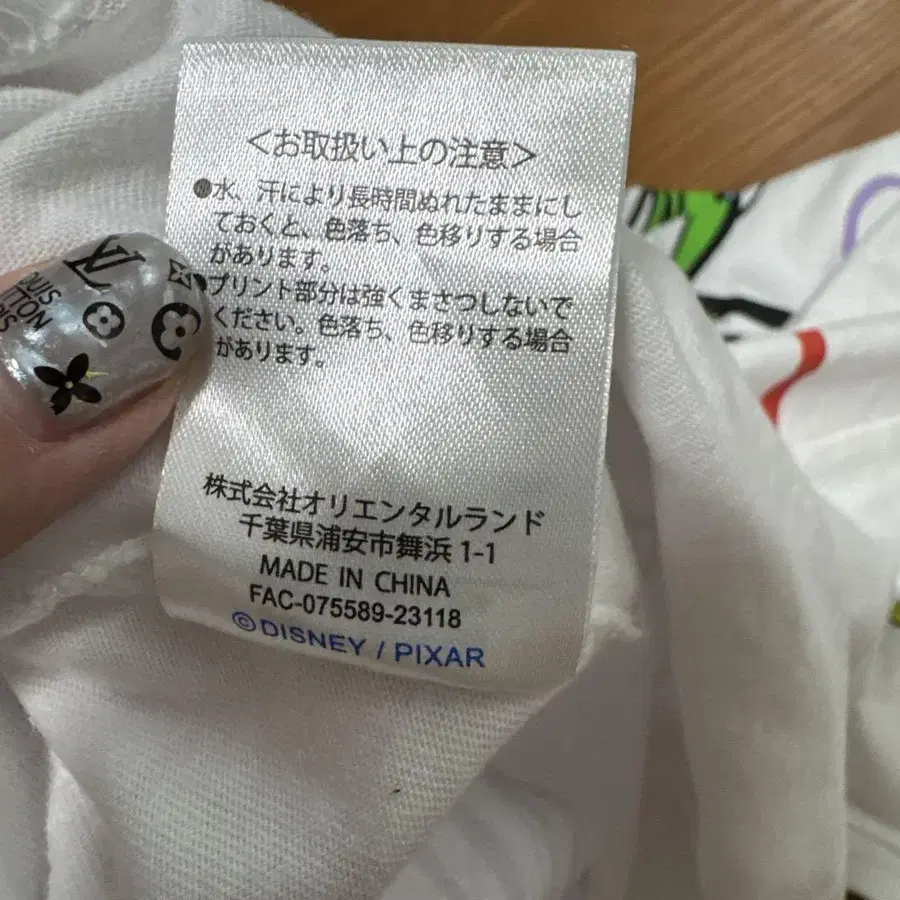 <お取扱い上の注意>
●水、汗により長時間ぬれたままにし
ておくと、色落ち、色移りする場合
があります。
●プリント部分は強くまさつしないで
ください。色落ち、色移りする場合
があります。
株式会社オリエンタルランド
千葉県浦安市舞浜 1-1
MADE IN CHINA
FAC-075589-23118
©DISNEY / PIXAR